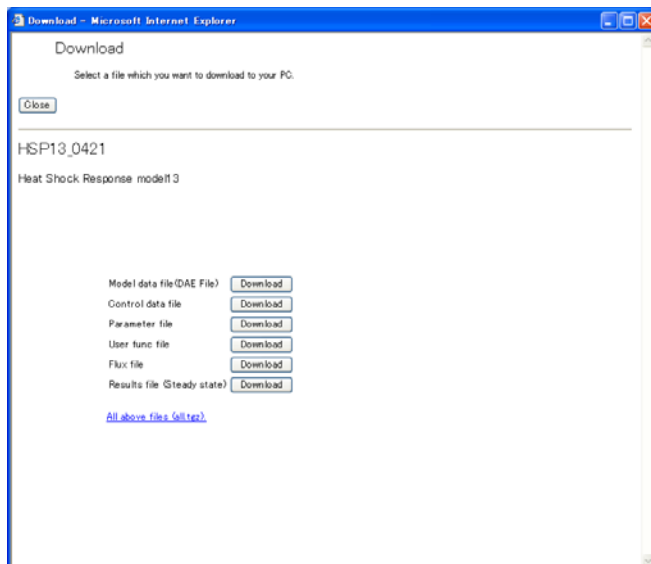 Download - Microsoft Internet Explorer
Download
Select a file which you want to download to your PC.
Close
HSP13_0421
Heat Shock Response model13
Model data file(DAE File) Download
Control data file Download
Parameter file Download
User func file Download
Flux file Download
Results file (Steady state) Download
All above files (all.tgz).